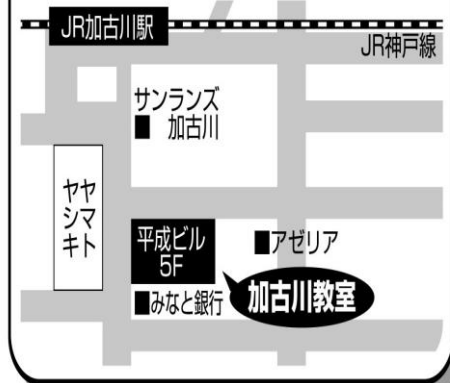 JR加古川駅
JR神戸線
サンランズ
■ 加古川
ヤマト
ヤシキ
平成ビル
5F
■アゼリア
■みなと銀行
加古川教室